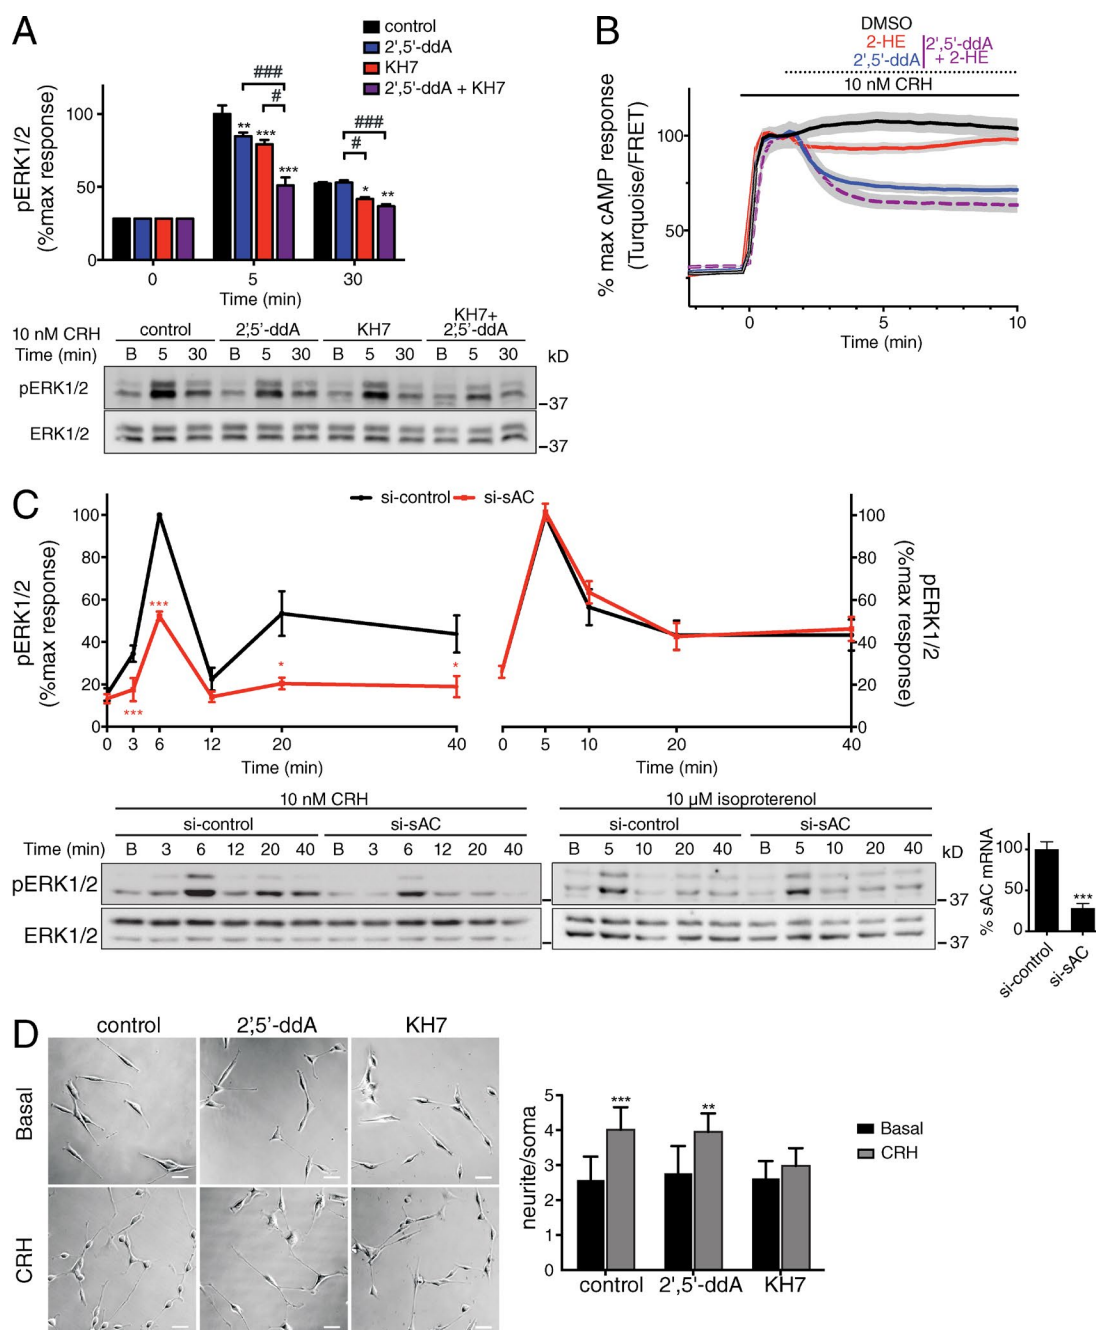 A
control
2',5'-ddA
KH7
2',5'-ddA + KH7
pERK1/2
(%max response)
100
50
0
###
#
**
***
***
###
#
*
**
0
5
30
Time (min)
10 nM CRH
control
2',5'-ddA
KH7
KH7+
2',5'-ddA
Time (min)
B 5 30 B 5 30 B 5 30 B 5 30
kD
pERK1/2
37
ERK1/2
37
B
DMSO
2-HE
2',5'-ddA
2',5'-ddA
+ 2-HE
10 nM CRH
% max cAMP response
(Turquoise/FRET)
100
50
0
5
10
Time (min)
C
si-control
si-sAC
pERK1/2
(%max response)
100
80
60
40
20
0
***
***
*
*
0 3 6 12 20 40
Time (min)
100
80
60
40
20
0
pERK1/2
(%max response)
0 5 10 20 40
Time (min)
10 nM CRH
si-control si-sAC
Time (min) B 3 6 12 20 40 B 3 6 12 20 40
10 µM isoproterenol
si-control si-sAC
B 5 10 20 40 B 5 10 20 40 kD
pERK1/2
37
ERK1/2
37
% sAC mRNA
100
50
0
***
si-control
si-sAC
D
control 2',5'-ddA KH7
Basal
CRH
neurite/soma
5
4
3
2
1
0
***
**
control 2',5'-ddA KH7
Basal
CRH